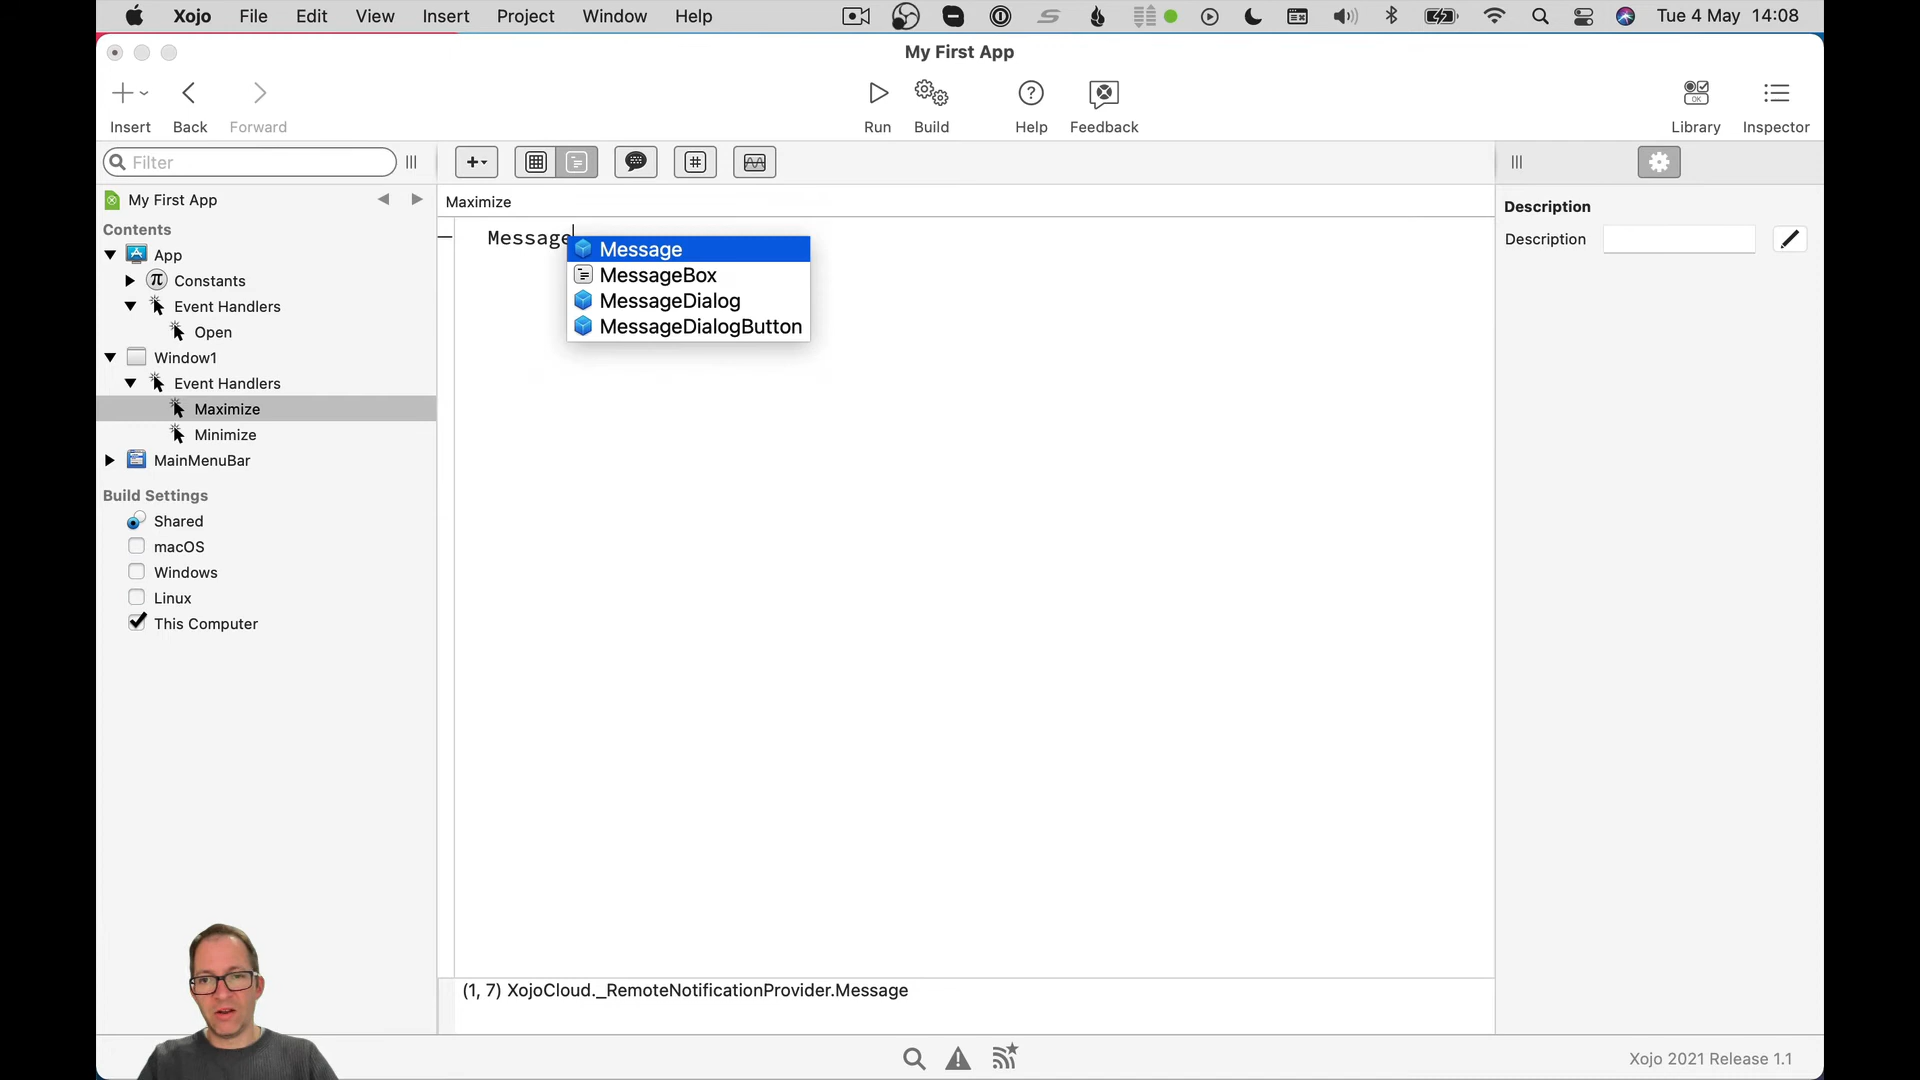 Xojo File Edit View Insert Project Window Help Tue 4 May 14:08
My First App
Insert Back Forward Run Build Help Feedback Library Inspector
Filter
My First App
Maximize
Contents
App
Constants
Event Handlers
Open
Window1
Event Handlers
Maximize
Minimize
MainMenuBar
Build Settings
Shared
macOS
Windows
Linux
This Computer
Message
Message
MessageBox
MessageDialog
MessageDialogButton
Description
Description
(1, 7) XojoCloud._RemoteNotificationProvider.Message
Xojo 2021 Release 1.1